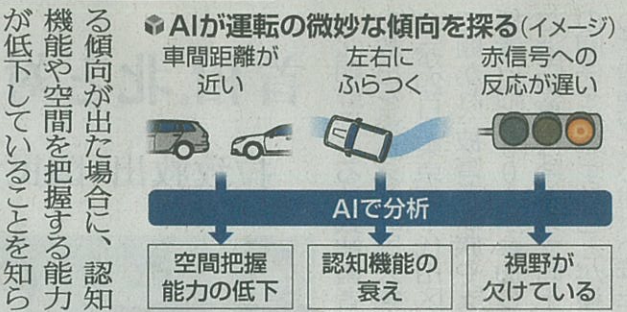 AIが運転の微妙な傾向を探る(イメージ)
車間距離が
近い
左右に
ふらつく
赤信号への
反応が遅い
AIで分析
空間把握
能力の低下
認知機能の
衰え
視野が
欠けている
る傾向が出た場合に、認知
機能や空間を把握する能力
が低下していることを知ら